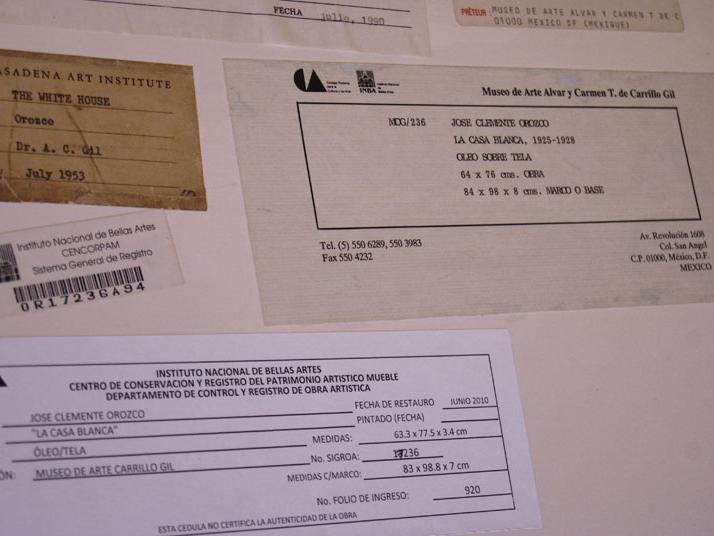 FECHA julio, 1990
PRÊTEUR: MUSEO DE ARTE ALVAR Y CARMEN T DE C
01000 MEXICO DF (MEXIQUE)
ASADENA ART INSTITUTE
THE WHITE HOUSE
Orozco
Dr. A. C. Gil
July 1953
Instituto Nacional de Bellas Artes
CENCORPAM
Sistema General de Registro
0R17236A94
CA
INBA
Museo de Arte Alvar y Carmen T. de Carrillo Gil
MCG/236 JOSE CLEMENTE OROZCO
LA CASA BLANCA, 1925-1928
OLEO SOBRE TELA
64 x 76 cms. OBRA
84 x 98 x 8 cms. MARCO O BASE
Tel. (5) 550 6289, 550 3983
Fax 550 4232
Av. Revolución 1608
Col. San Angel
C.P. 01000, México, D.F.
MEXICO
INSTITUTO NACIONAL DE BELLAS ARTES
CENTRO DE CONSERVACION Y REGISTRO DEL PATRIMONIO ARTISTICO MUEBLE
DEPARTAMENTO DE CONTROL Y REGISTRO DE OBRA ARTISTICA
JOSE CLEMENTE OROZCO FECHA DE RESTAURO JUNIO 2010
"LA CASA BLANCA" PINTADO (FECHA)
ÓLEO/TELA MEDIDAS: 63.3 x 77.5 x 3.4 cm
ÓN: MUSEO DE ARTE CARRILLO GIL No. SIGROA: 17236
MEDIDAS C/MARCO: 83 x 98.8 x 7 cm
No. FOLIO DE INGRESO: 920
ESTA CEDULA NO CERTIFICA LA AUTENTICIDAD DE LA OBRA